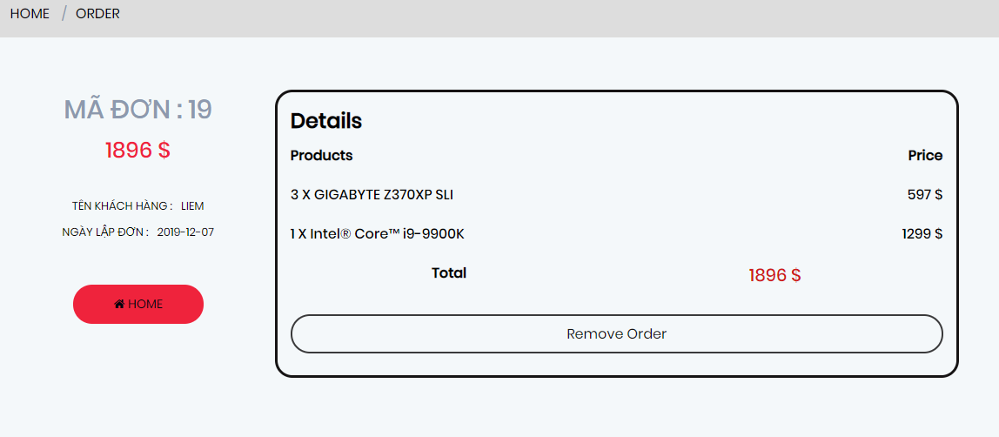 HOME / ORDER
MÃ ĐƠN : 19
1896 $
TÊN KHÁCH HÀNG : LIEM
NGÀY LẬP ĐƠN : 2019-12-07
HOME
Details
Products Price
3 X GIGABYTE Z370XP SLI 597 $
1 X Intel® Core™ i9-9900K 1299 $
Total 1896 $
Remove Order